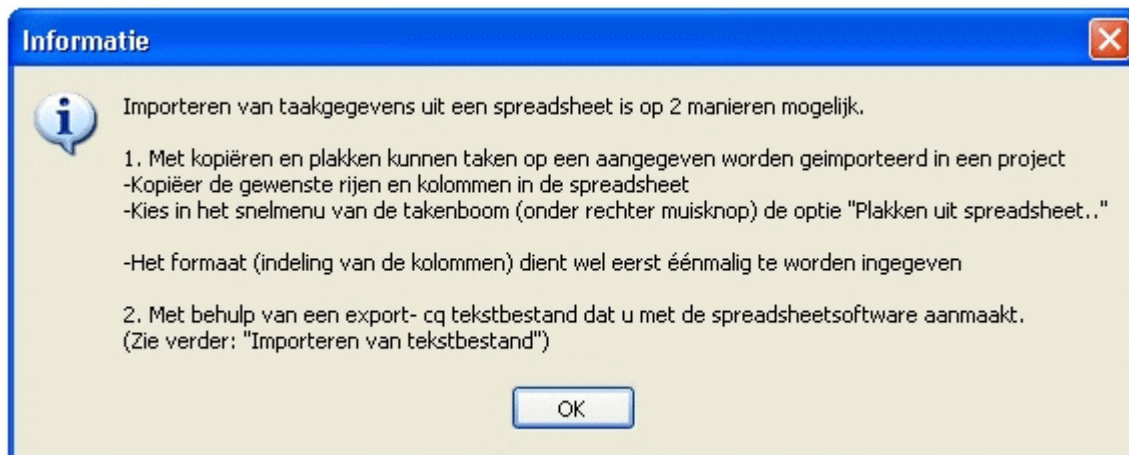 Informatie
Importeren van taakgegevens uit een spreadsheet is op 2 manieren mogelijk.
1. Met kopiëren en plakken kunnen taken op een aangegeven worden geimporteerd in een project
-Kopiëer de gewenste rijen en kolommen in de spreadsheet
-Kies in het snelmenu van de takenboom (onder rechter muisknop) de optie "Plakken uit spreadsheet.."
-Het formaat (indeling van de kolommen) dient wel eerst éénmalig te worden ingegeven
2. Met behulp van een export- cq tekstbestand dat u met de spreadsheetsoftware aanmaakt.
(Zie verder: "Importeren van tekstbestand")
OK